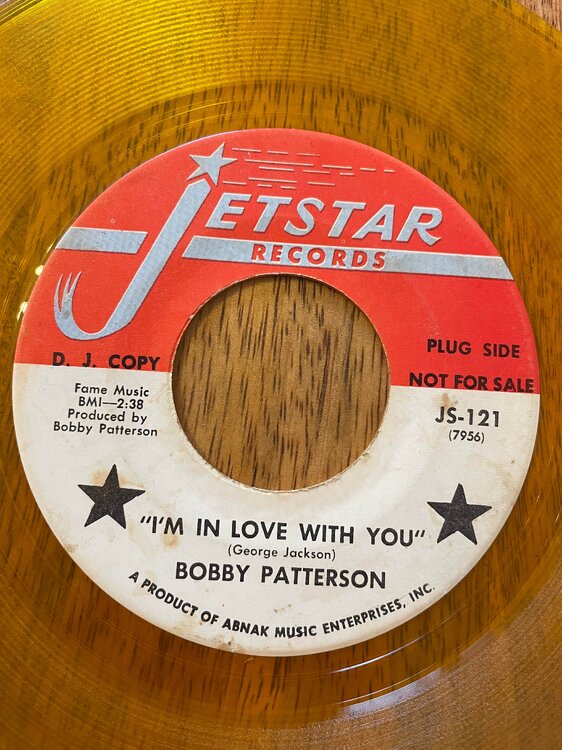 JETSTAR
RECORDS
D. J. COPY
PLUG SIDE
NOT FOR SALE
Fame Music
BMI—2:38
Produced by
Bobby Patterson
JS-121
(7956)
"I'M IN LOVE WITH YOU"
(George Jackson)
BOBBY PATTERSON
A PRODUCT OF ABNAK MUSIC ENTERPRISES, INC.